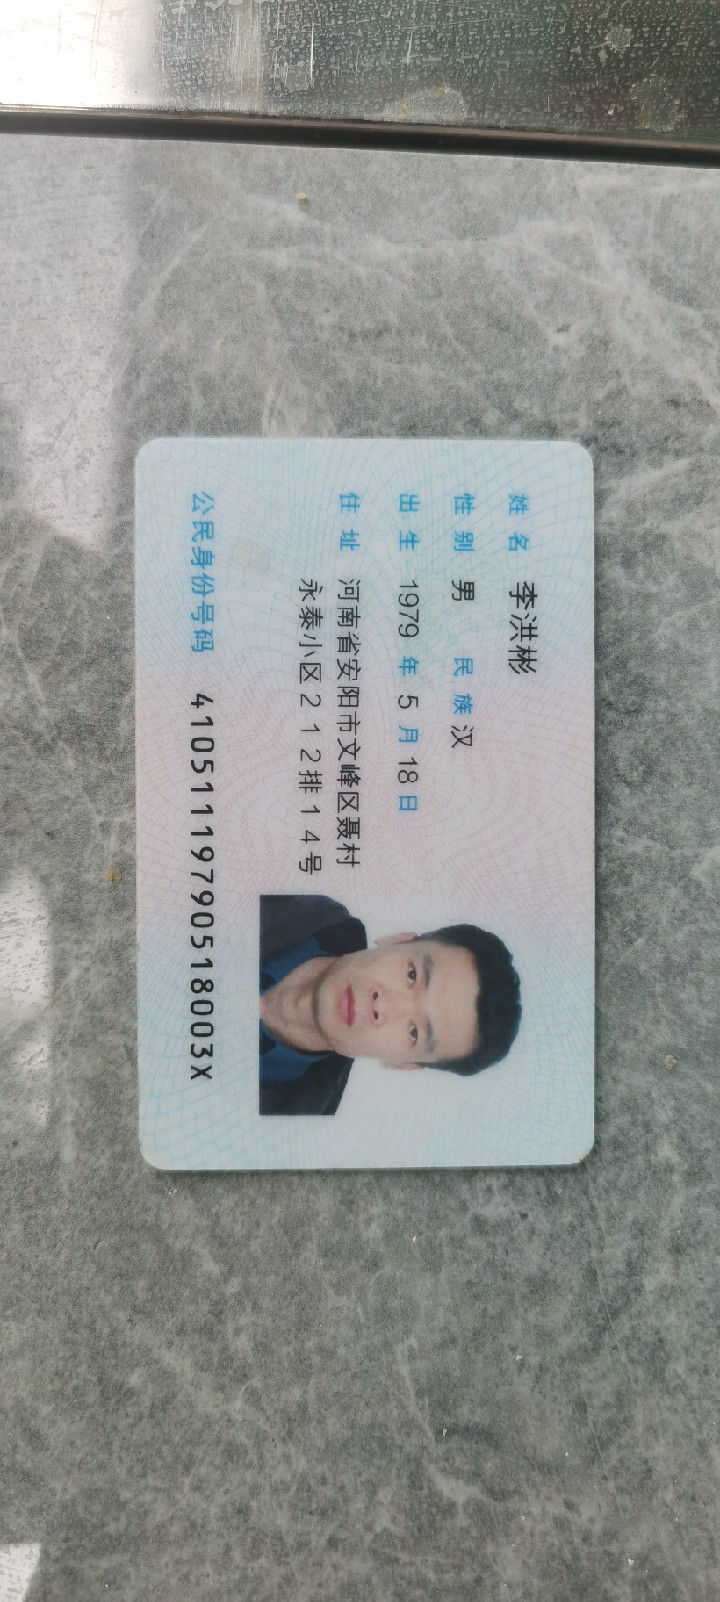 姓名 李洪彬
性别 男 民族 汉
出生 1979 年 5 月 18 日
住址 河南省安阳市文峰区聂村
永泰小区212排14号
公民身份号码 41051119790518003X